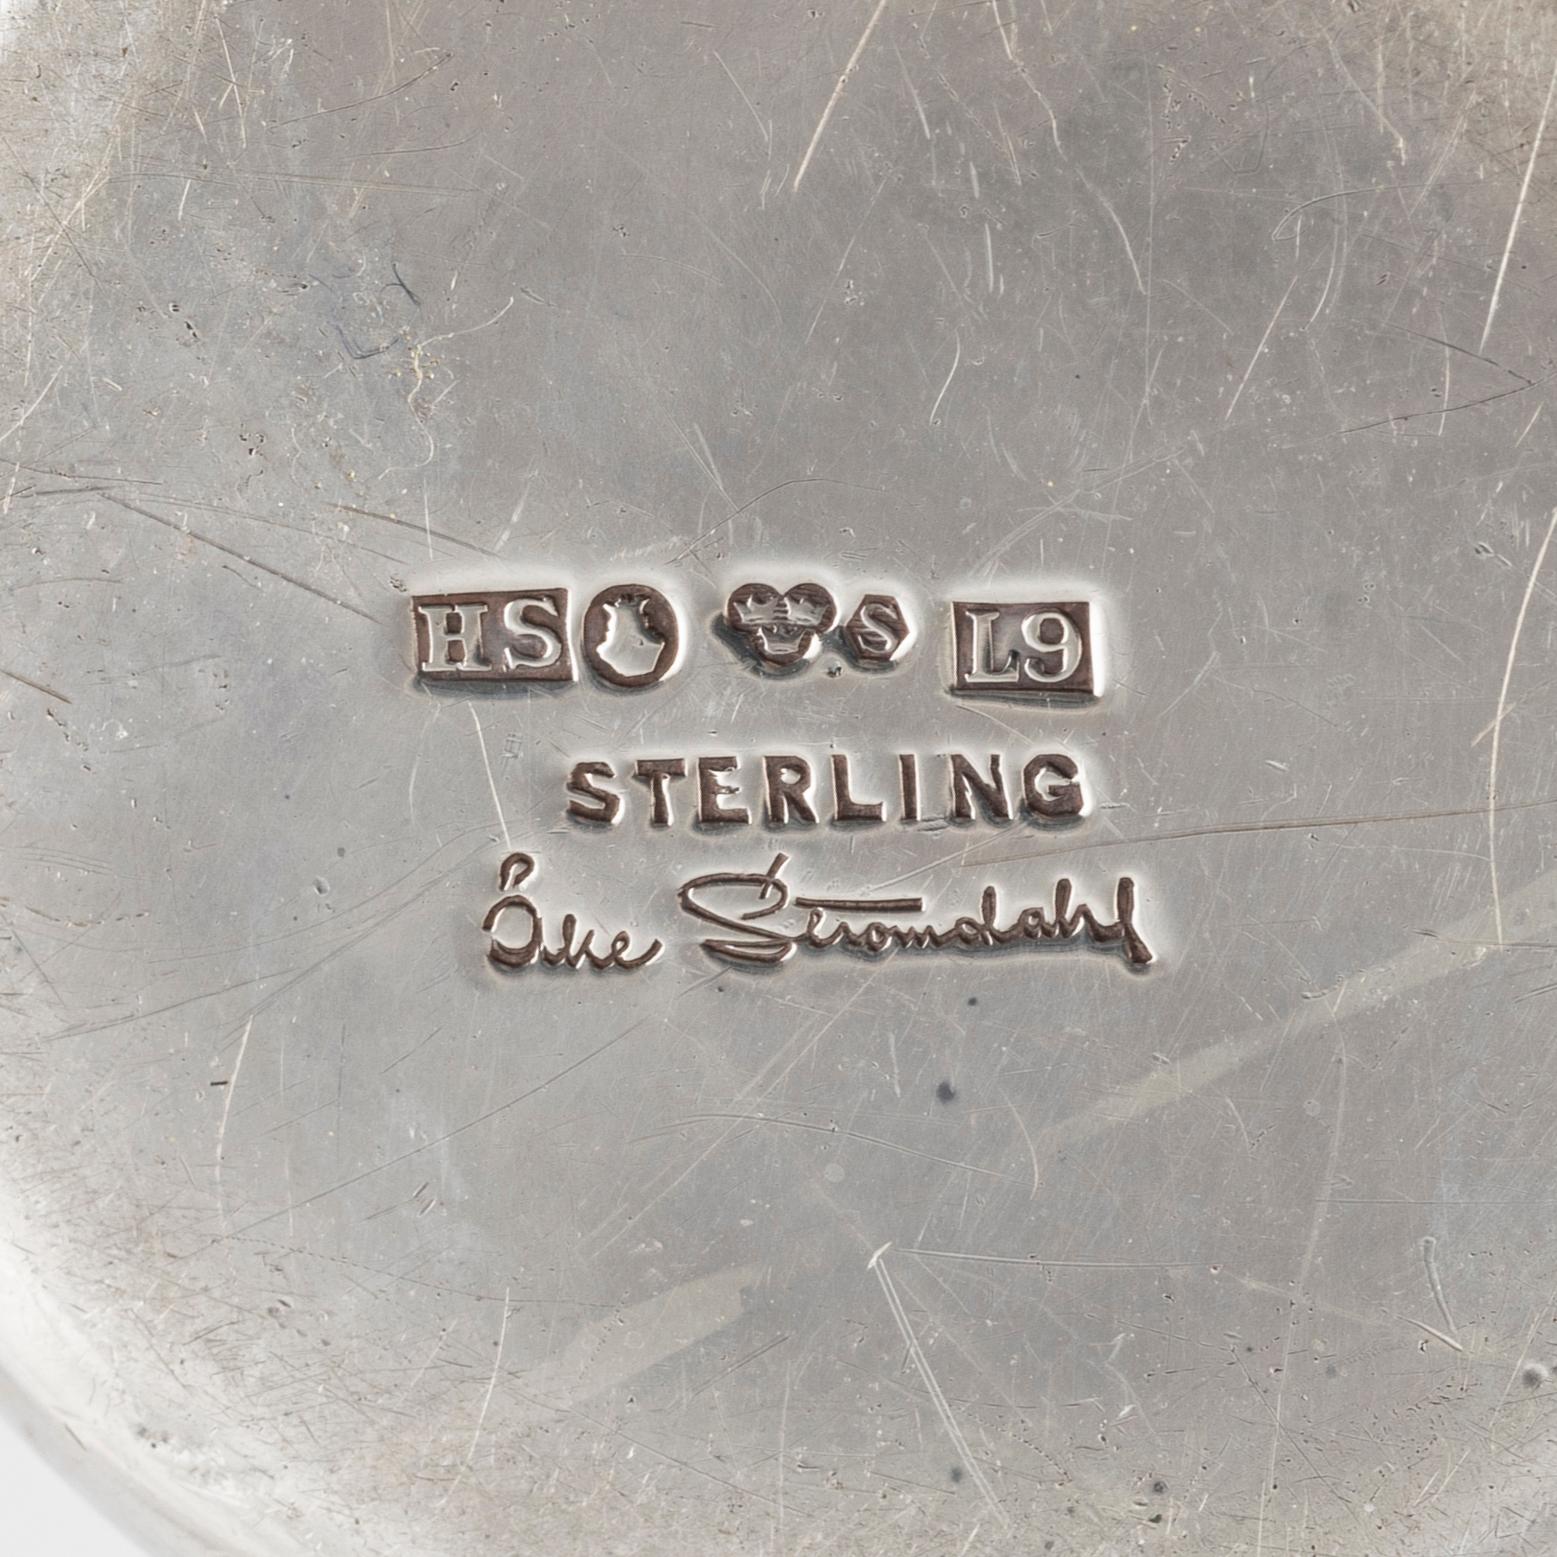 HS S L9
STERLING
Åke Strömdahl